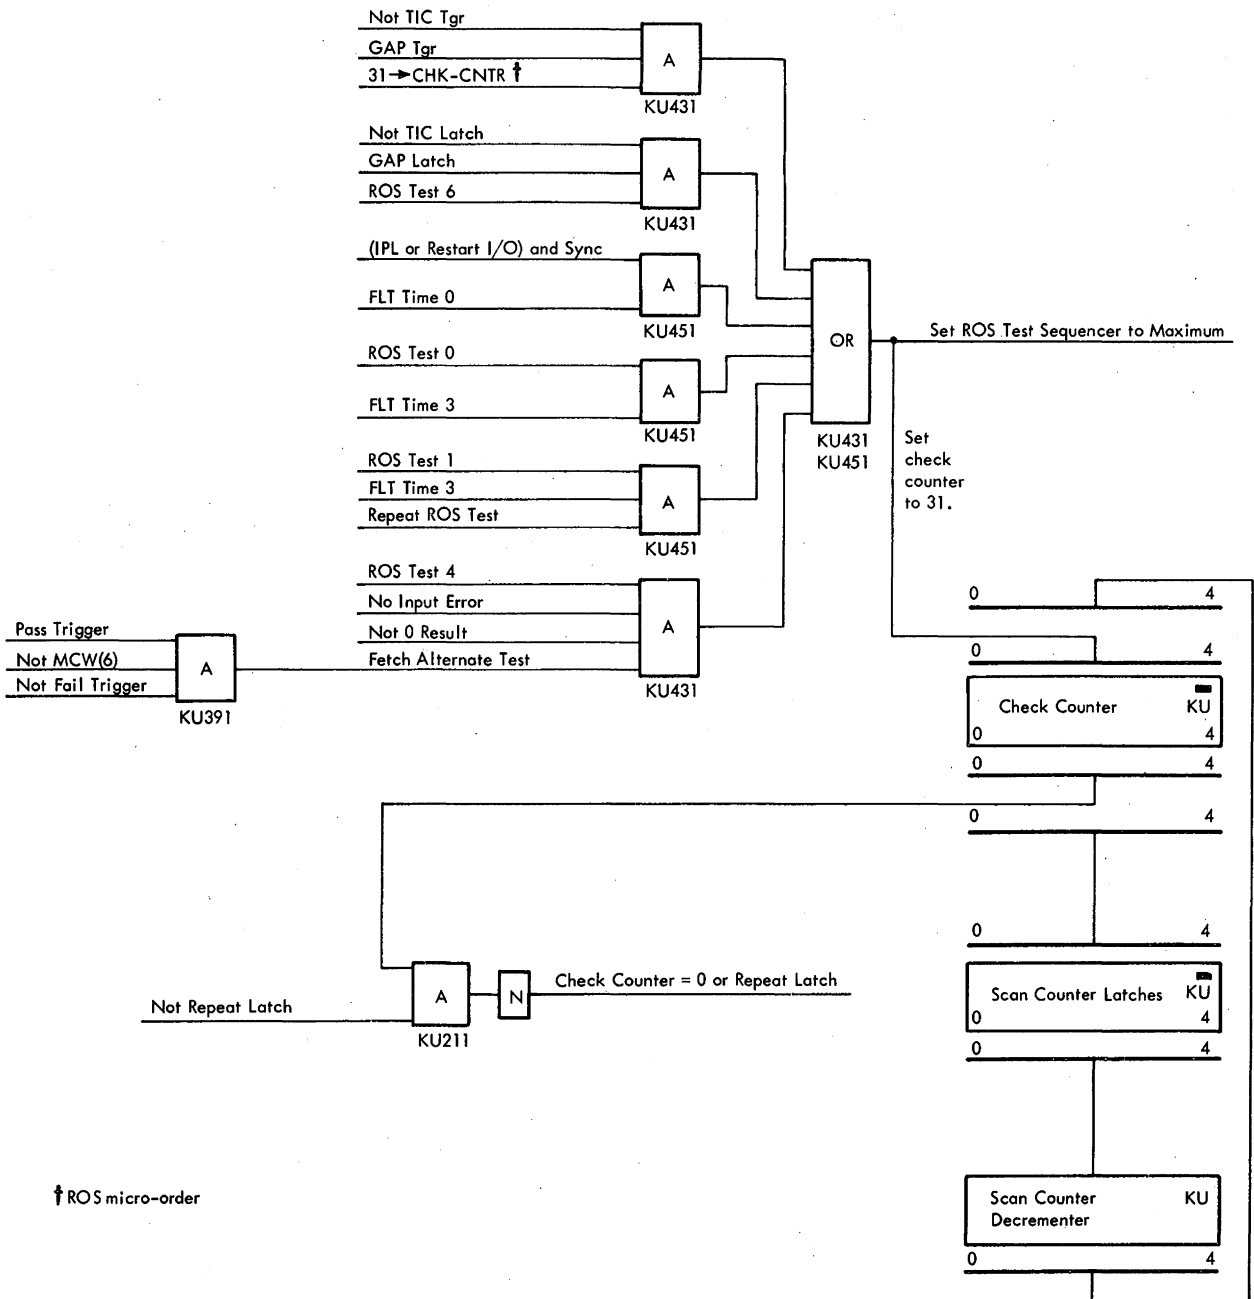 Not TIC Tgr
GAP Tgr
31→CHK-CNTR †
A
KU431
Not TIC Latch
GAP Latch
ROS Test 6
A
KU431
(IPL or Restart I/O) and Sync
FLT Time 0
A
KU451
ROS Test 0
FLT Time 3
A
KU451
ROS Test 1
FLT Time 3
Repeat ROS Test
A
KU451
ROS Test 4
No Input Error
Not 0 Result
Fetch Alternate Test
A
KU431
Pass Trigger
Not MCW(6)
Not Fail Trigger
A
KU391
OR
KU431
KU451
Set ROS Test Sequencer to Maximum
Set
check
counter
to 31.
0 4
0 4
Check Counter KU
0 4
0 4
0 4
0 4
Scan Counter Latches KU
0 4
0 4
Scan Counter KU
Decrementer
0 4
Not Repeat Latch
A
KU211
N
Check Counter = 0 or Repeat Latch
† ROS micro-order